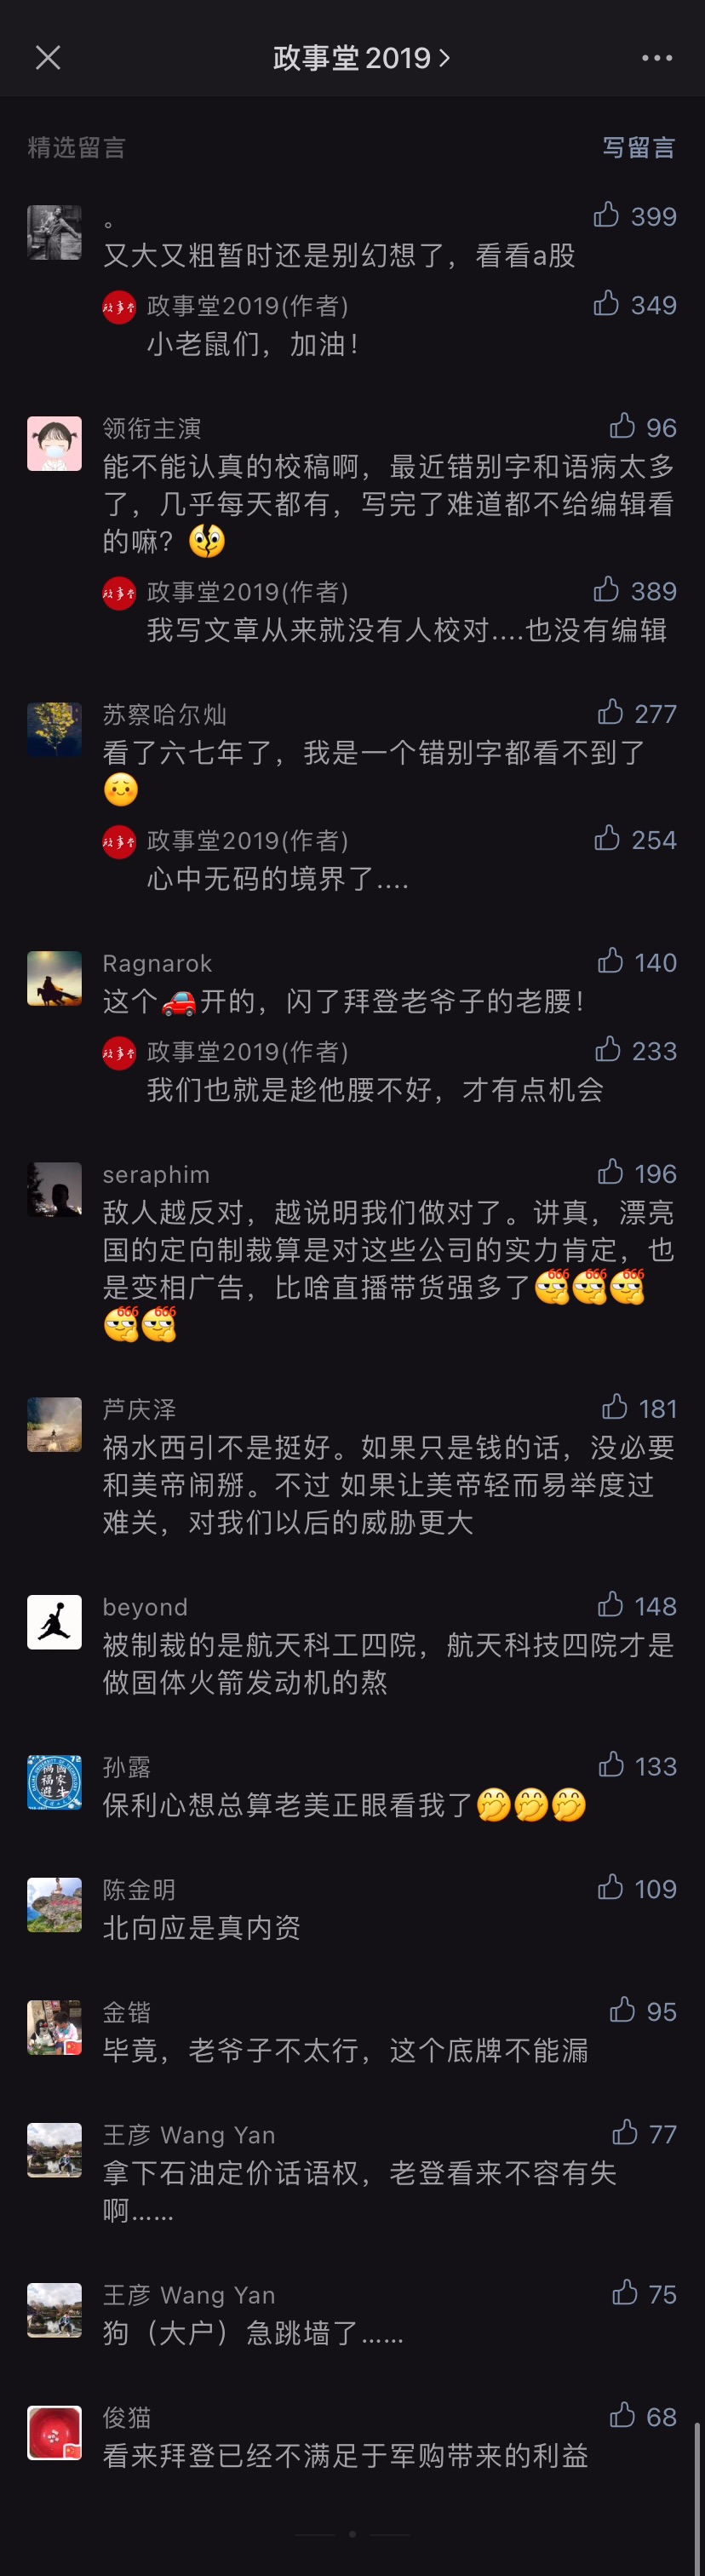 政事堂2019
精选留言
写留言
。
399
又大又粗暂时还是别幻想了，看看a股
政事堂2019(作者)
349
小老鼠们，加油！
领衔主演
96
能不能认真的校稿啊，最近错别字和语病太多
了，几乎每天都有，写完了难道都不给编辑看
的嘛？
政事堂2019(作者)
389
我写文章从来就没有人校对....也没有编辑
苏察哈尔灿
277
看了六七年了，我是一个错别字都看不到了
政事堂2019(作者)
254
心中无码的境界了....
Ragnarok
140
这个🚗开的，闪了拜登老爷子的老腰！
政事堂2019(作者)
233
我们也就是趁他腰不好，才有点机会
seraphim
196
敌人越反对，越说明我们做对了。讲真，漂亮
国的定向制裁算是对这些公司的实力肯定，也
是变相广告，比啥直播带货强多了
芦庆泽
181
祸水西引不是挺好。如果只是钱的话，没必要
和美帝闹掰。不过 如果让美帝轻而易举度过
难关，对我们以后的威胁更大
beyond
148
被制裁的是航天科工四院，航天科技四院才是
做固体火箭发动机的熬
孙露
133
保利心想总算老美正眼看我了🤭🤭🤭
陈金明
109
北向应是真内资
金锴
95
毕竟，老爷子不太行，这个底牌不能漏
王彦 Wang Yan
77
拿下石油定价话语权，老登看来不容有失
啊……
王彦 Wang Yan
75
狗（大户）急跳墙了……
俊猫
68
看来拜登已经不满足于军购带来的利益